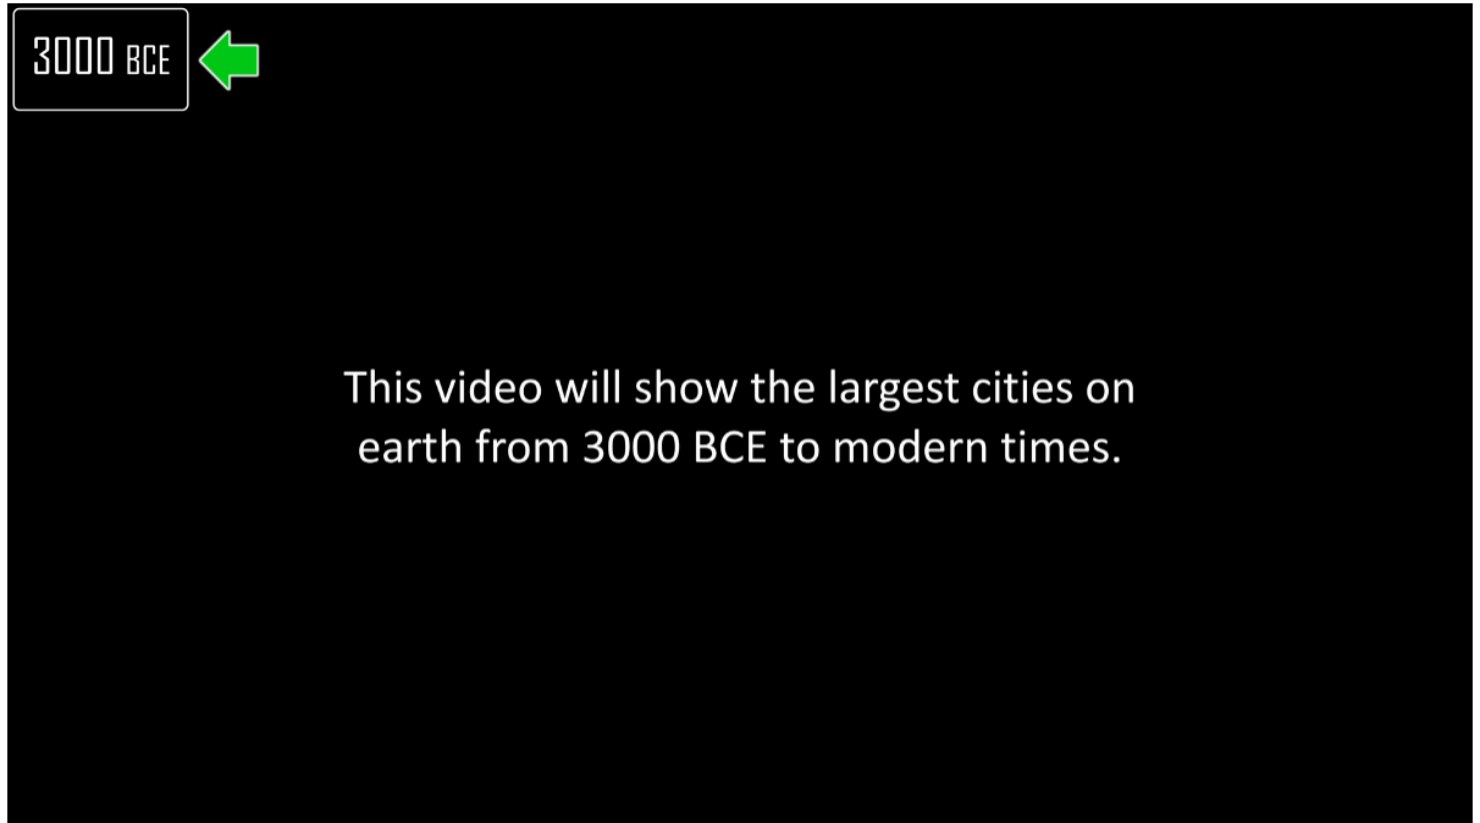 3000 BCE
This video will show the largest cities on
earth from 3000 BCE to modern times.